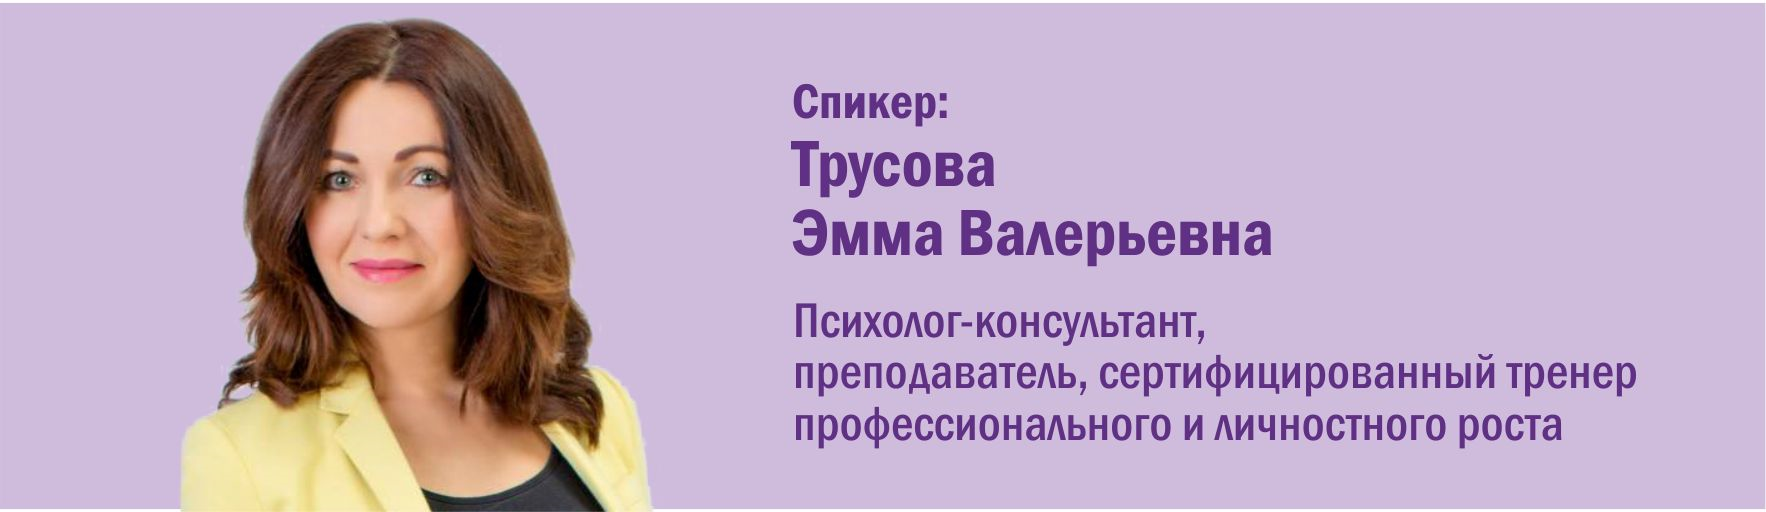 Спикер:
Трусова
Эмма Валерьевна
Психолог-консультант,
преподаватель, сертифицированный тренер
профессионального и личностного роста